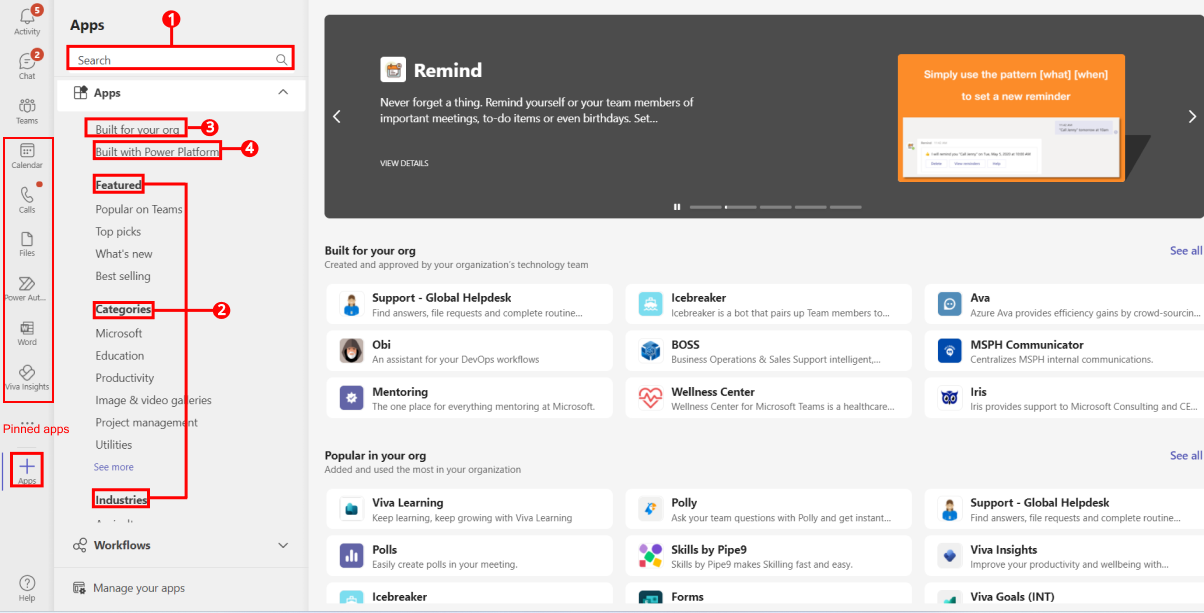 5
Activity
2
Chat
Teams
Calendar
Calls
Files
Power Aut...
Word
Viva Insights
Pinned apps
Apps
Help
Apps
1
Search
Apps
Built for your org
3
Built with Power Platform
4
Featured
Popular on Teams
Top picks
What's new
Best selling
Categories
2
Microsoft
Education
Productivity
Image & video galleries
Project management
Utilities
See more
Industries
Workflows
Manage your apps
Remind
Never forget a thing. Remind yourself or your team members of
important meetings, to-do items or even birthdays. Set...
VIEW DETAILS
Simply use the pattern [what] [when]
to set a new reminder
Built for your org
See all
Created and approved by your organization's technology team
Support - Global Helpdesk
Find answers, file requests and complete routine...
Icebreaker
Icebreaker is a bot that pairs up Team members to...
Ava
Azure Ava provides efficiency gains by crowd-sourcin...
Obi
An assistant for your DevOps workflows
BOSS
Business Operations & Sales Support intelligent,...
MSPH Communicator
Centralizes MSPH internal communications.
Mentoring
The one place for everything mentoring at Microsoft.
Wellness Center
Wellness Center for Microsoft Teams is a healthcare...
Iris
Iris provides support to Microsoft Consulting and CE...
Popular in your org
See all
Added and used the most in your organization
Viva Learning
Keep learning, keep growing with Viva Learning
Polly
Ask your team questions with Polly and get instant...
Support - Global Helpdesk
Find answers, file requests and complete routine...
Polls
Easily create polls in your meeting.
Skills by Pipe9
Skills by Pipe9 makes Skilling fast and easy.
Viva Insights
Improve your productivity and wellbeing with...
Icebreaker
Forms
Viva Goals (INT)